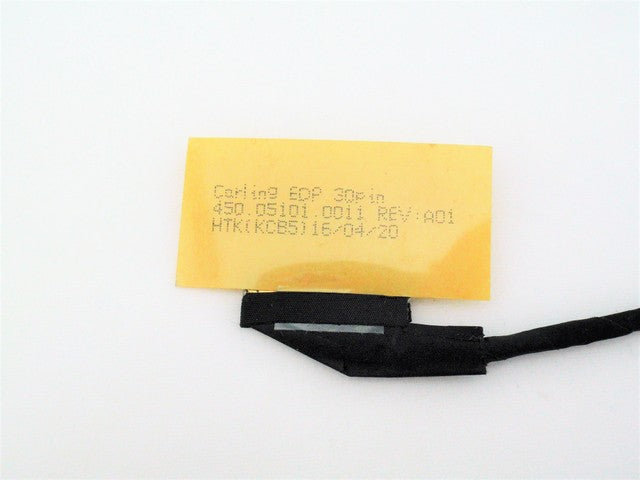 Carling EDP 30pin
450.05101.0011 REV:A01
HTK(KCB5)16/04/20